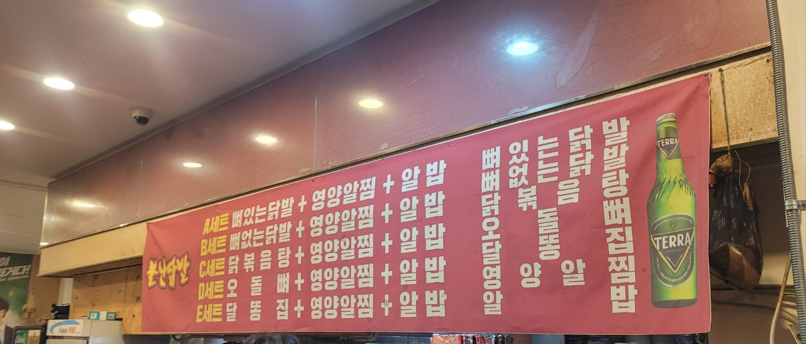 혼난닭발
A세트 뼈있는닭발+영양알찜+알밥
B세트 뼈없는닭발+영양알찜+알밥
C세트 닭볶음탕+영양알찜+알밥
D세트 오돌뼈+영양알찜+알밥
E세트 달똥집+영양알찜+알밥
뼈있는닭발
뼈없는닭발
닭볶음탕
오돌뼈
달똥집
영양알찜
알밥
TERRA
TERRA